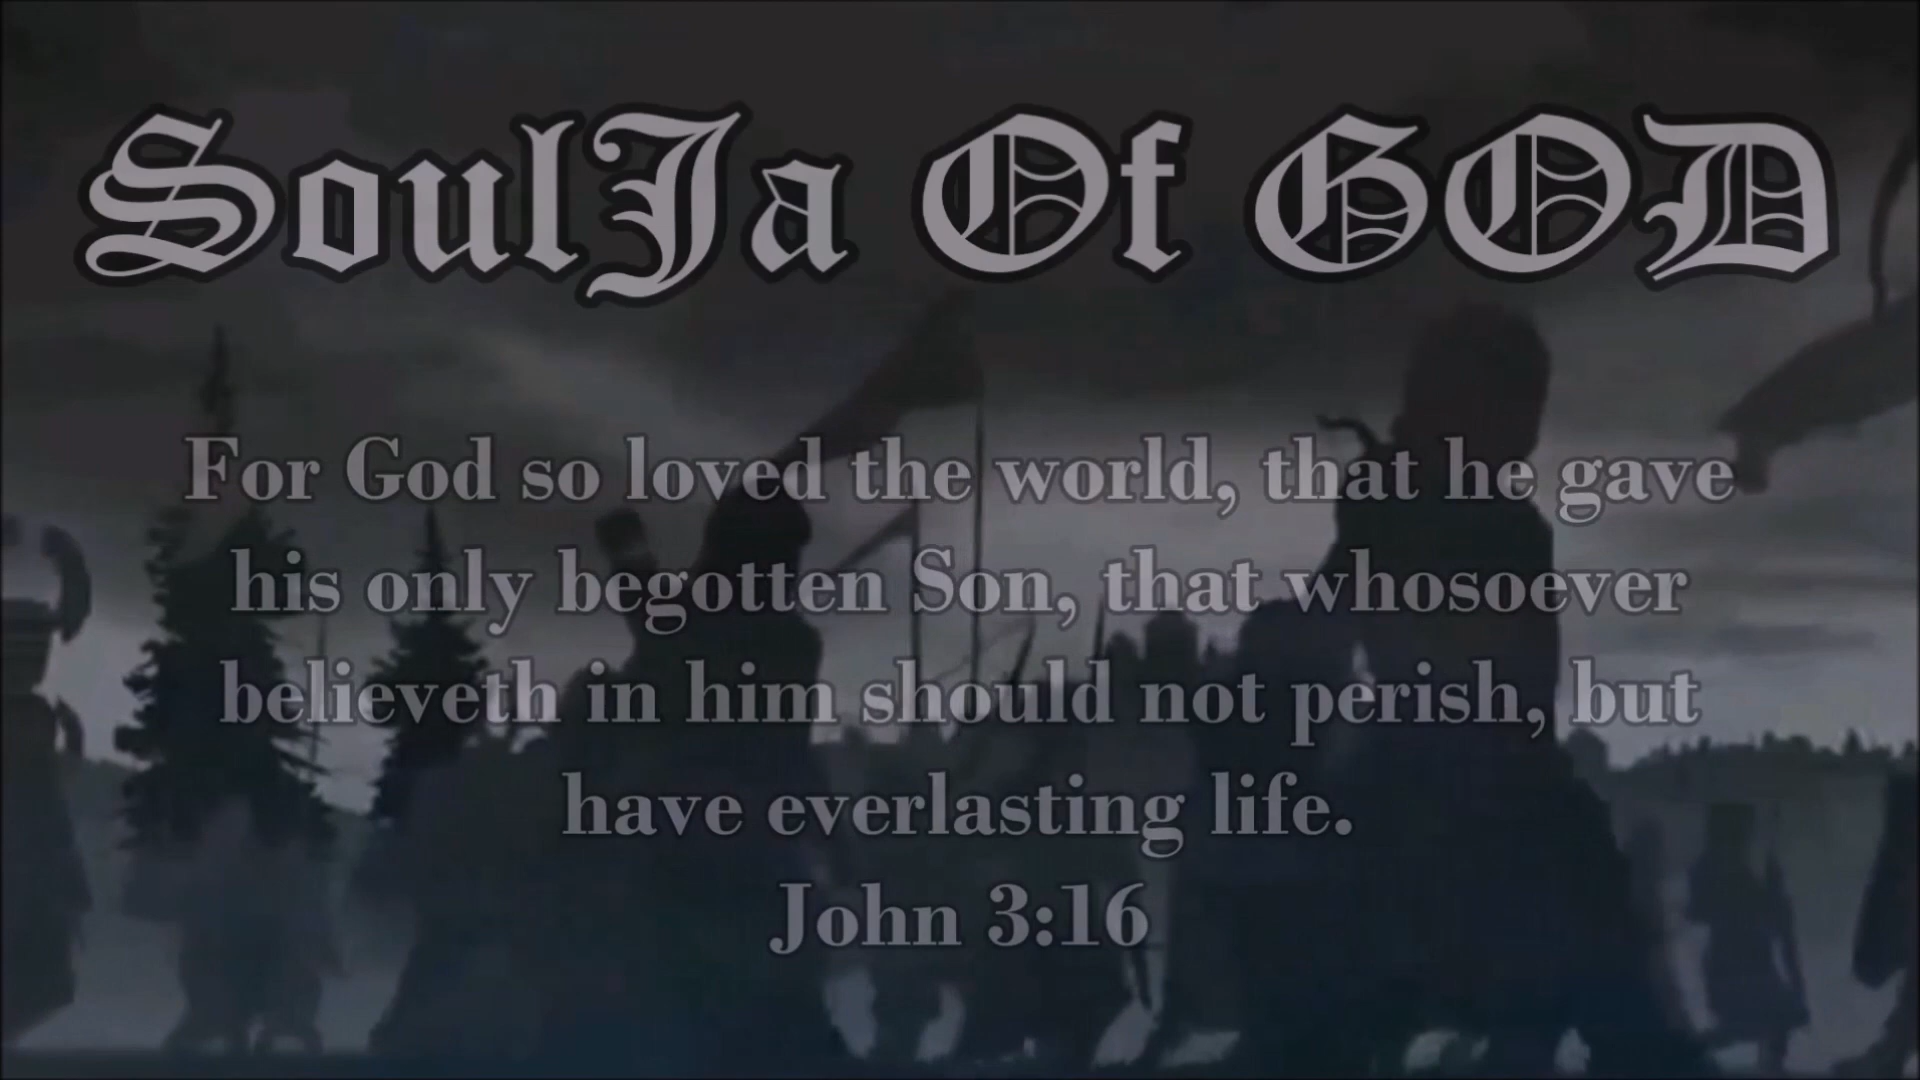 SoulJa Of GOD
For God so loved the world, that he gave
his only begotten Son, that whosoever
believeth in him should not perish, but
have everlasting life.
John 3:16